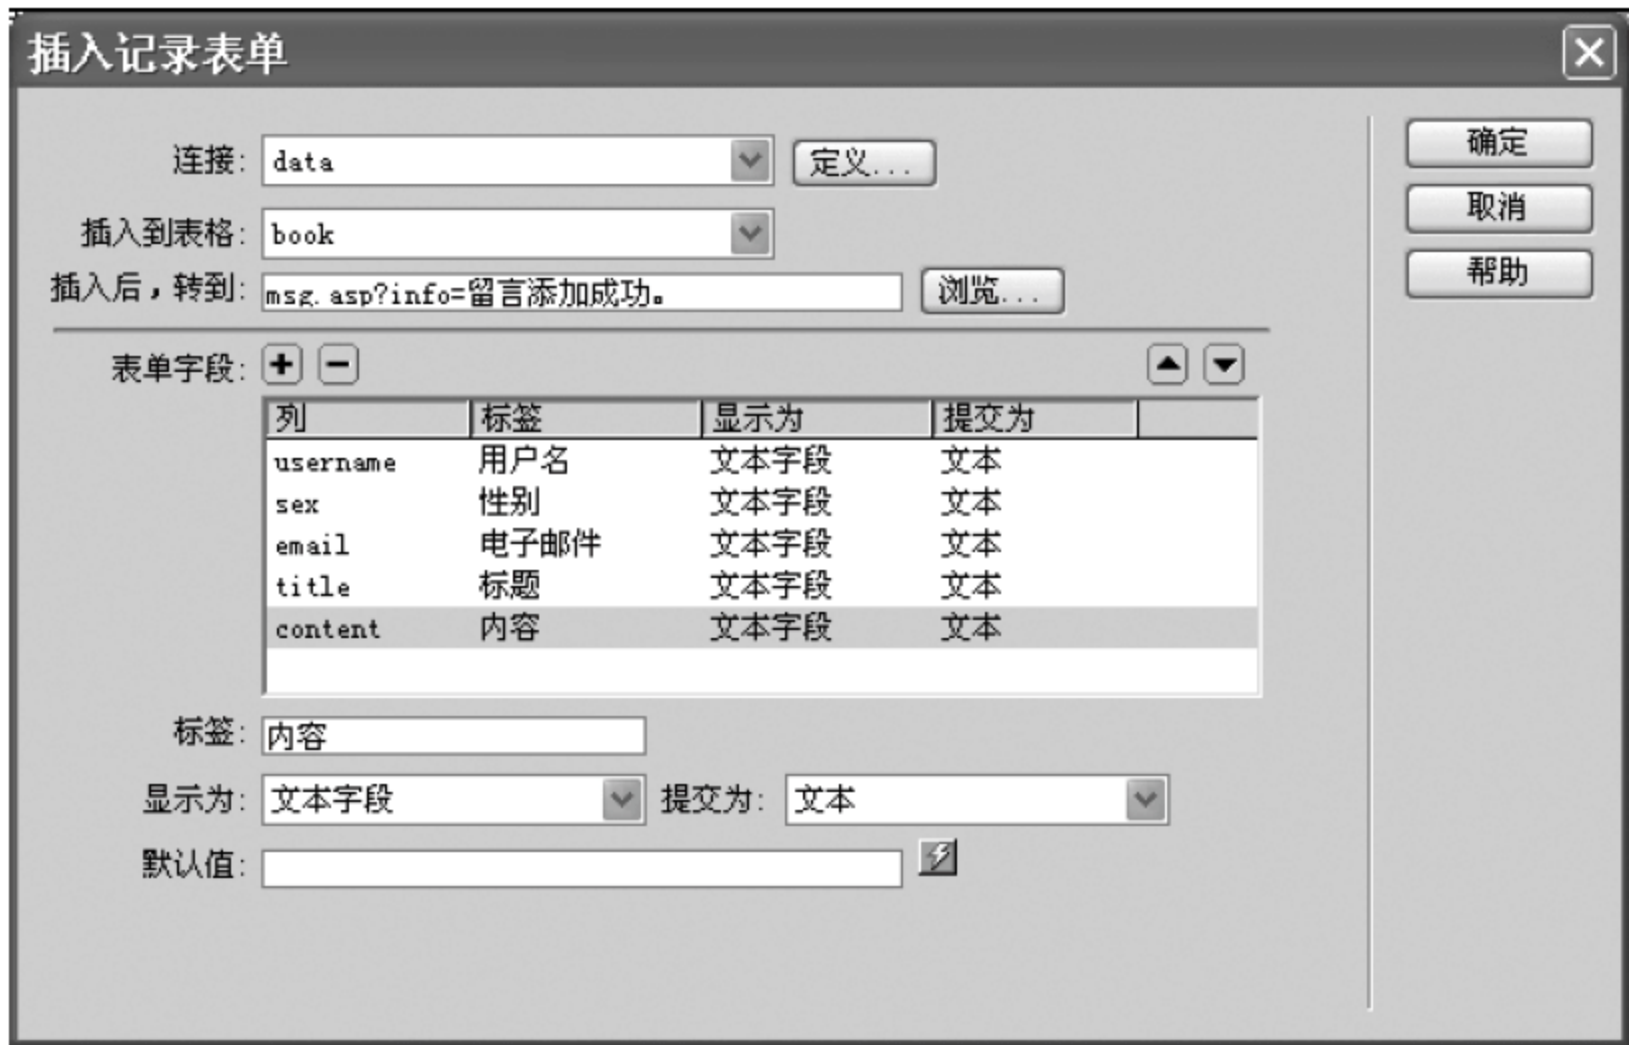 插入记录表单
连接: data 定义...
确定
插入到表格: book
取消
插入后,转到: msg.asp?info=留言添加成功。 浏览...
帮助
表单字段:
列 标签 显示为 提交为
username 用户名 文本字段 文本
sex 性别 文本字段 文本
email 电子邮件 文本字段 文本
title 标题 文本字段 文本
content 内容 文本字段 文本
标签: 内容
显示为: 文本字段 提交为: 文本
默认值: